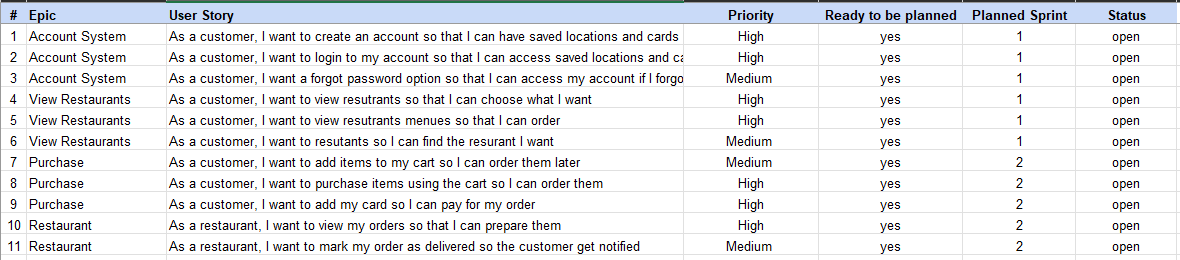 # Epic User Story Priority Ready to be planned Planned Sprint Status
1 Account System As a customer, I want to create an account so that I can have saved locations and cards High yes 1 open
2 Account System As a customer, I want to login to my account so that I can access saved locations and ca High yes 1 open
3 Account System As a customer, I want a forgot password option so that I can access my account if I forgo Medium yes 1 open
4 View Restaurants As a customer, I want to view resutrants so that I can choose what I want High yes 1 open
5 View Restaurants As a customer, I want to view resutrants menues so that I can order High yes 1 open
6 View Restaurants As a customer, I want to resutants so I can find the resurant I want Medium yes 1 open
7 Purchase As a customer, I want to add items to my cart so I can order them later Medium yes 2 open
8 Purchase As a customer, I want to purchase items using the cart so I can order them High yes 2 open
9 Purchase As a customer, I want to add my card so I can pay for my order High yes 2 open
10 Restaurant As a restaurant, I want to view my orders so that I can prepare them High yes 2 open
11 Restaurant As a restaurant, I want to mark my order as delivered so the customer get notified Medium yes 2 open